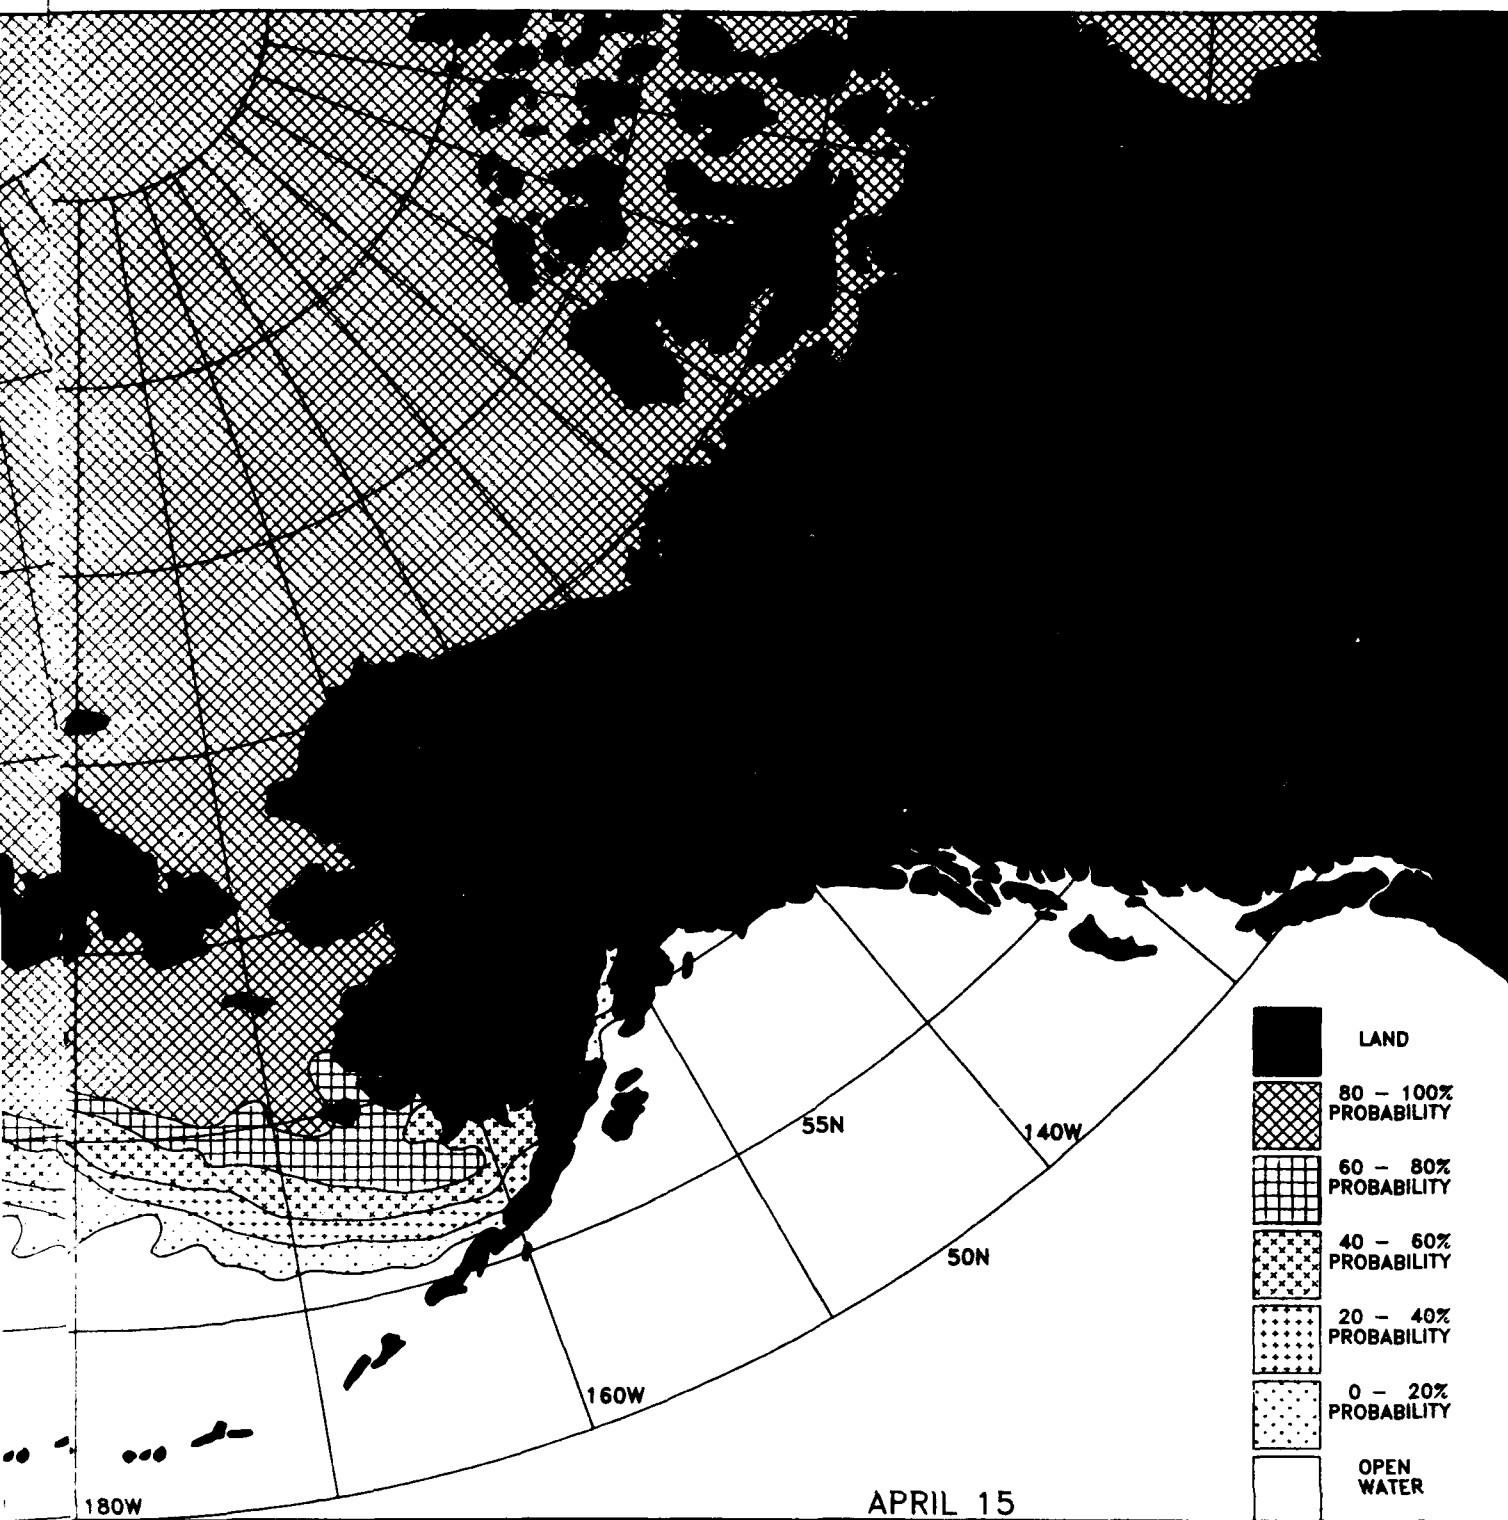 55N
140W
50N
160W
180W
APRIL 15
LAND
80 – 100%
PROBABILITY
60 – 80%
PROBABILITY
40 – 60%
PROBABILITY
20 – 40%
PROBABILITY
0 – 20%
PROBABILITY
OPEN
WATER